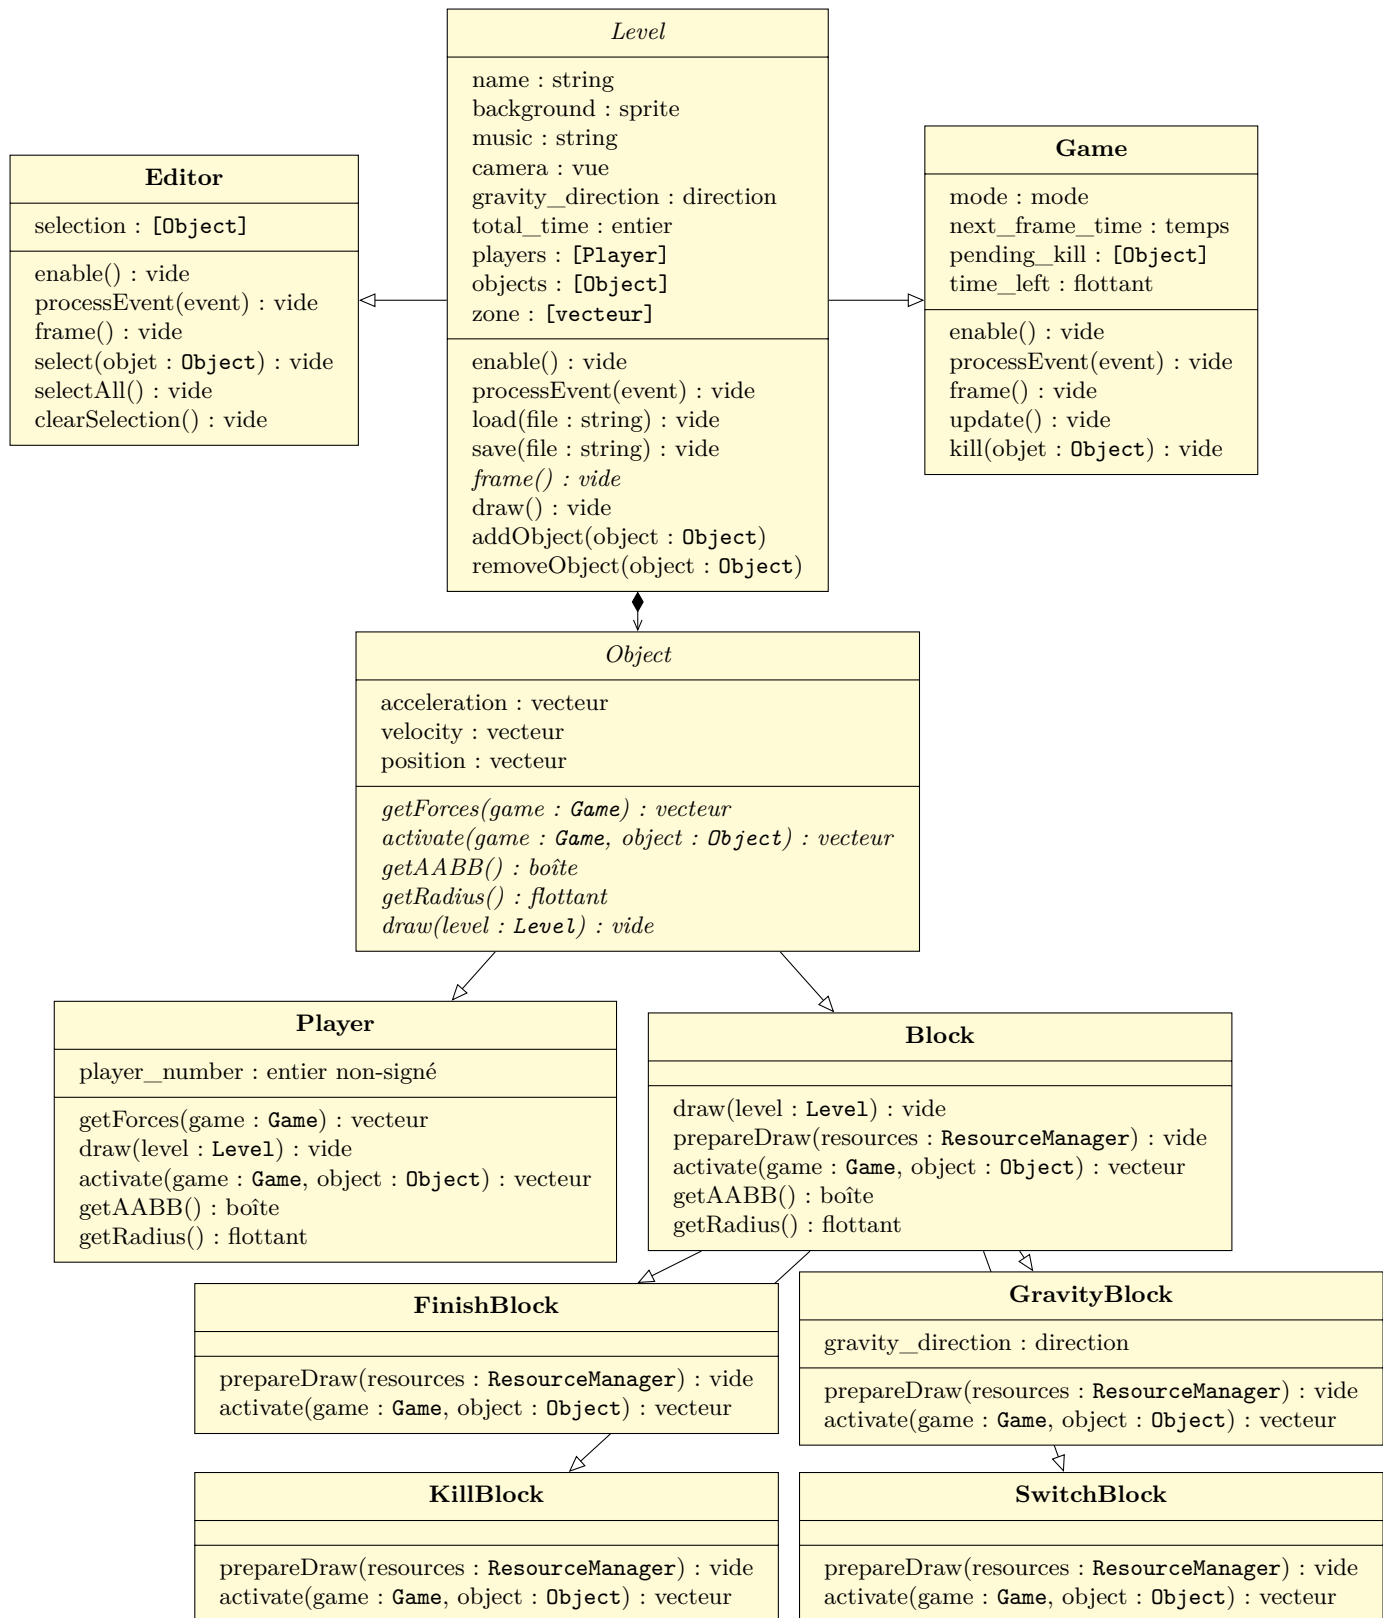 Level
name : string
background : sprite
music : string
camera : vue
gravity_direction : direction
total_time : entier
players : [Player]
objects : [Object]
zone : [vecteur]
enable() : vide
processEvent(event) : vide
load(file : string) : vide
save(file : string) : vide
frame() : vide
draw() : vide
addObject(object : Object)
removeObject(object : Object)
Editor
selection : [Object]
enable() : vide
processEvent(event) : vide
frame() : vide
select(objet : Object) : vide
selectAll() : vide
clearSelection() : vide
Game
mode : mode
next_frame_time : temps
pending_kill : [Object]
time_left : flottant
enable() : vide
processEvent(event) : vide
frame() : vide
update() : vide
kill(objet : Object) : vide
Object
acceleration : vecteur
velocity : vecteur
position : vecteur
getForces(game : Game) : vecteur
activate(game : Game, object : Object) : vecteur
getAABB() : boîte
getRadius() : flottant
draw(level : Level) : vide
Player
player_number : entier non-signé
getForces(game : Game) : vecteur
draw(level : Level) : vide
activate(game : Game, object : Object) : vecteur
getAABB() : boîte
getRadius() : flottant
Block
draw(level : Level) : vide
prepareDraw(resources : ResourceManager) : vide
activate(game : Game, object : Object) : vecteur
getAABB() : boîte
getRadius() : flottant
FinishBlock
prepareDraw(resources : ResourceManager) : vide
activate(game : Game, object : Object) : vecteur
GravityBlock
gravity_direction : direction
prepareDraw(resources : ResourceManager) : vide
activate(game : Game, object : Object) : vecteur
KillBlock
prepareDraw(resources : ResourceManager) : vide
activate(game : Game, object : Object) : vecteur
SwitchBlock
prepareDraw(resources : ResourceManager) : vide
activate(game : Game, object : Object) : vecteur